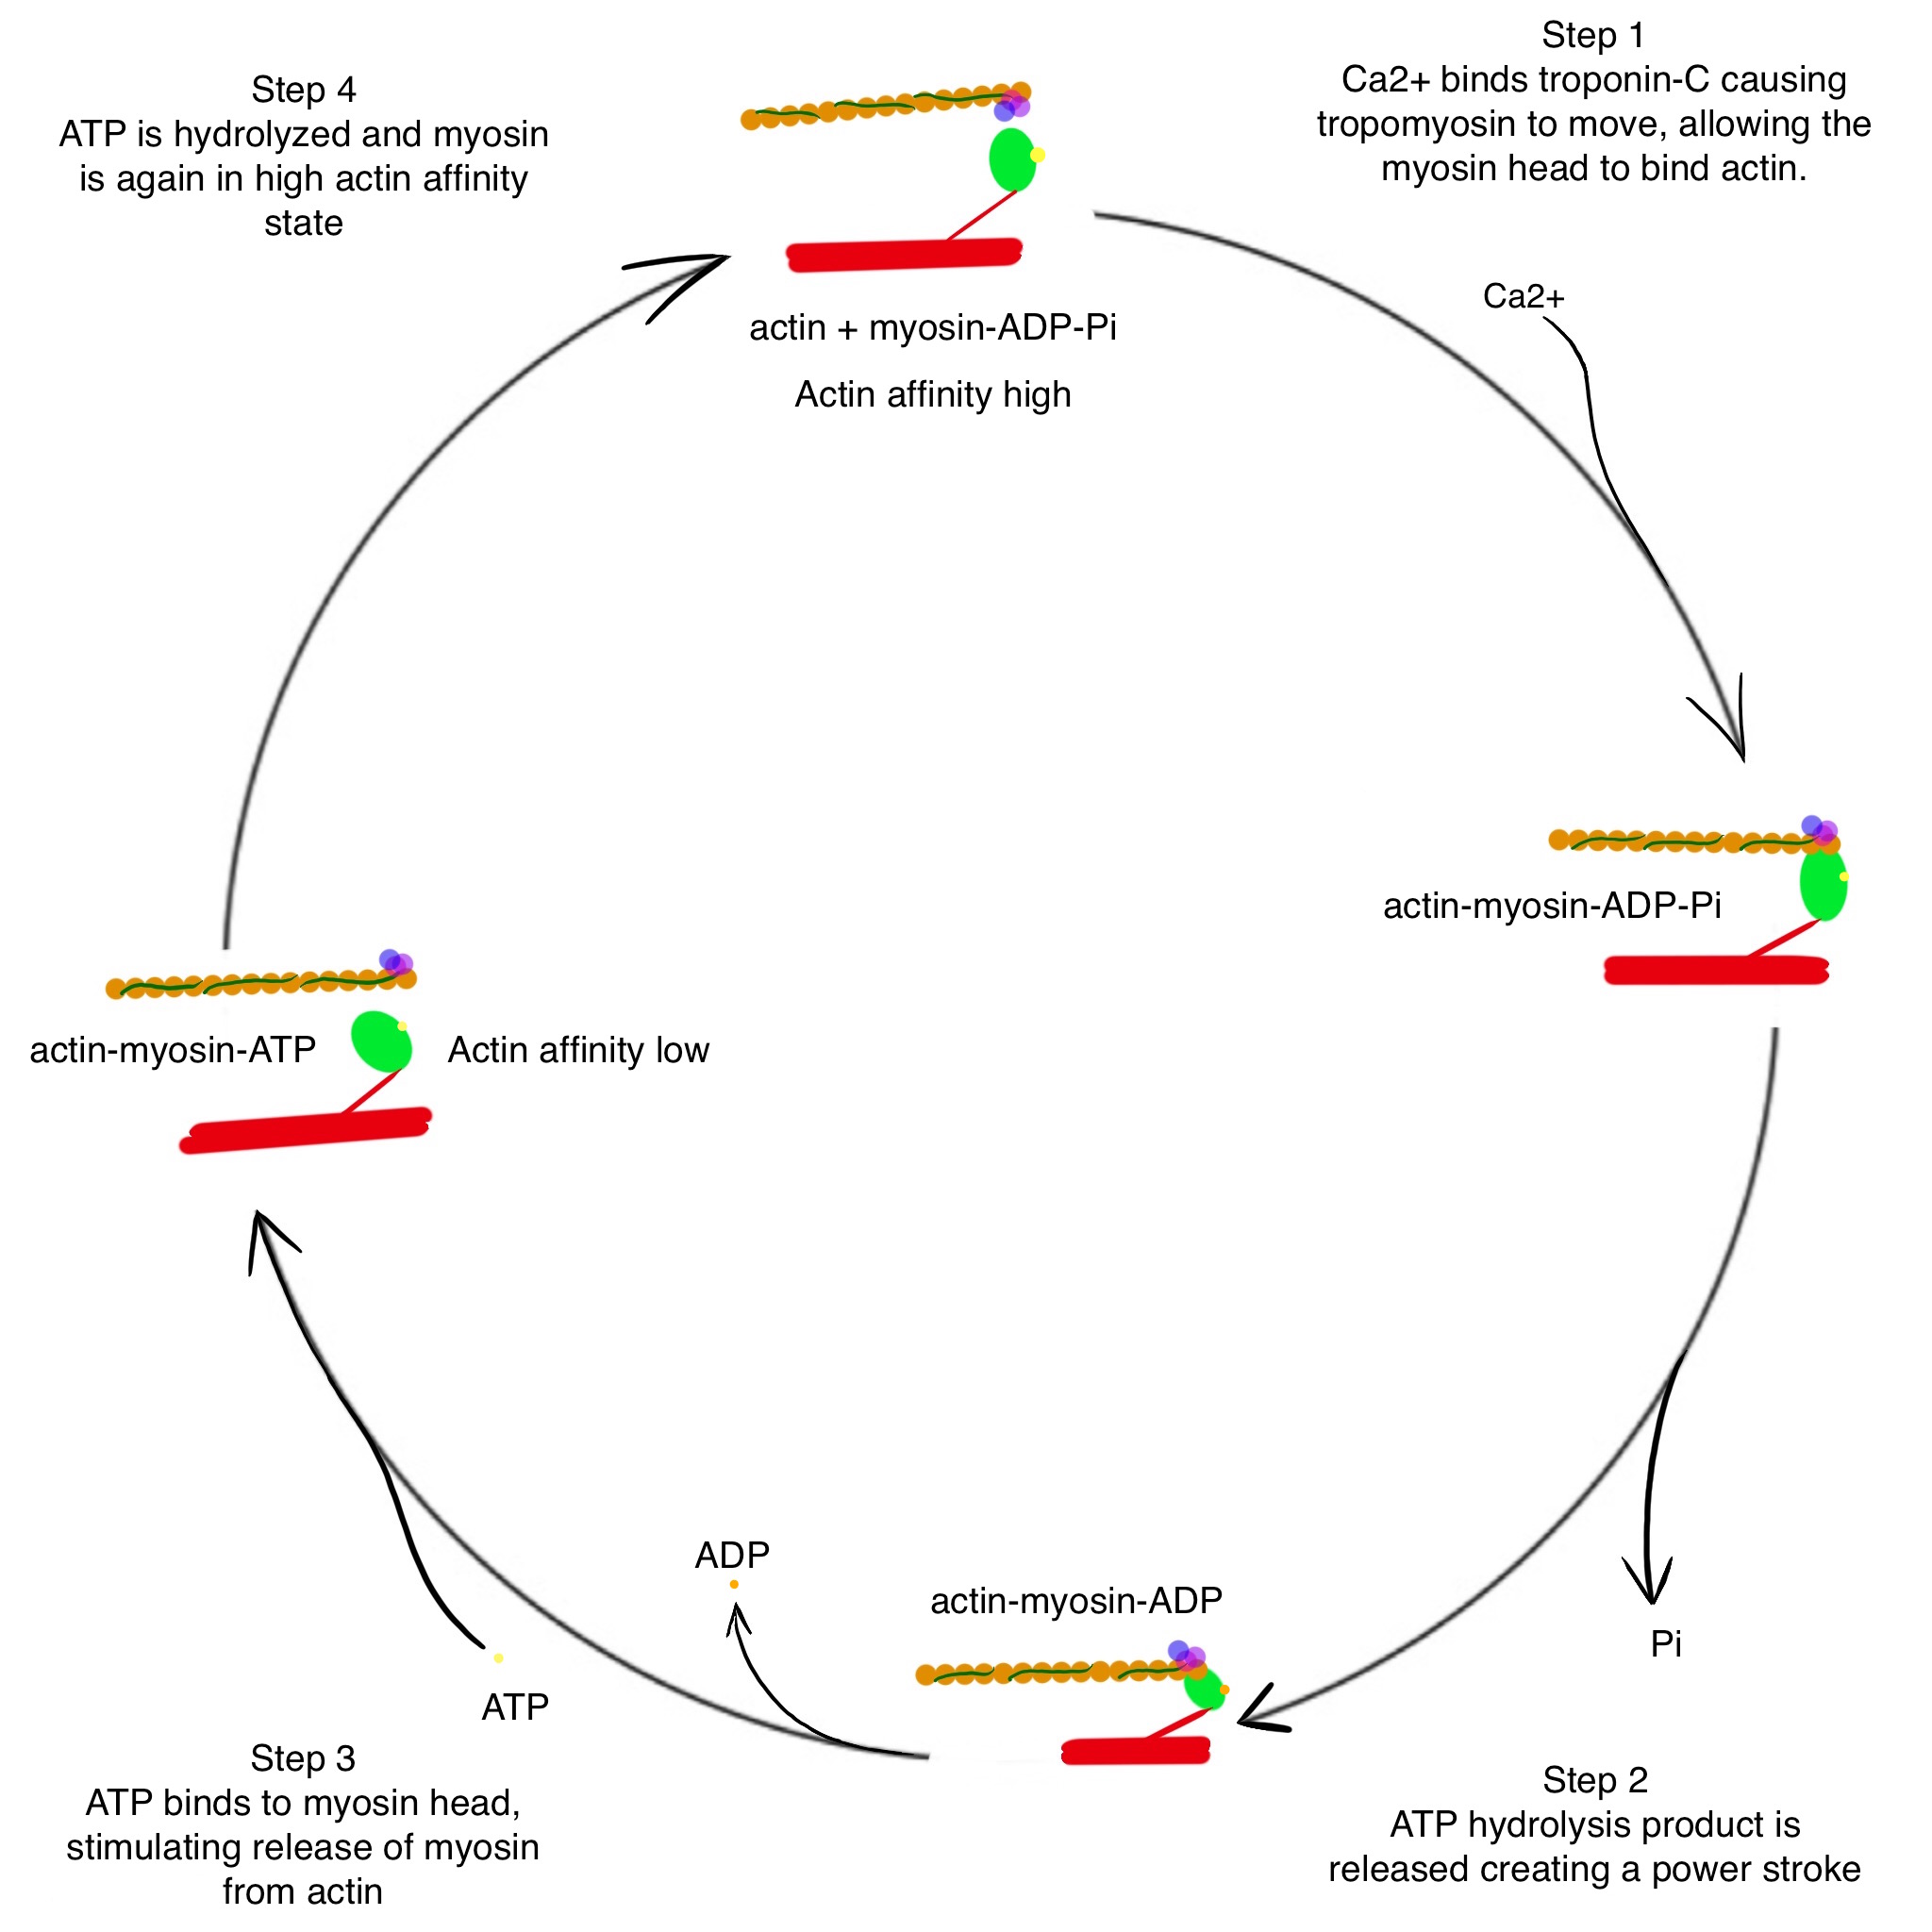 Step 1
Ca2+ binds troponin-C causing
tropomyosin to move, allowing the
myosin head to bind actin.
Step 4
ATP is hydrolyzed and myosin
is again in high actin affinity
state
actin + myosin-ADP-Pi
Actin affinity high
Ca2+
actin-myosin-ADP-Pi
actin-myosin-ATP
Actin affinity low
ADP
actin-myosin-ADP
Pi
ATP
Step 3
ATP binds to myosin head,
stimulating release of myosin
from actin
Step 2
ATP hydrolysis product is
released creating a power stroke